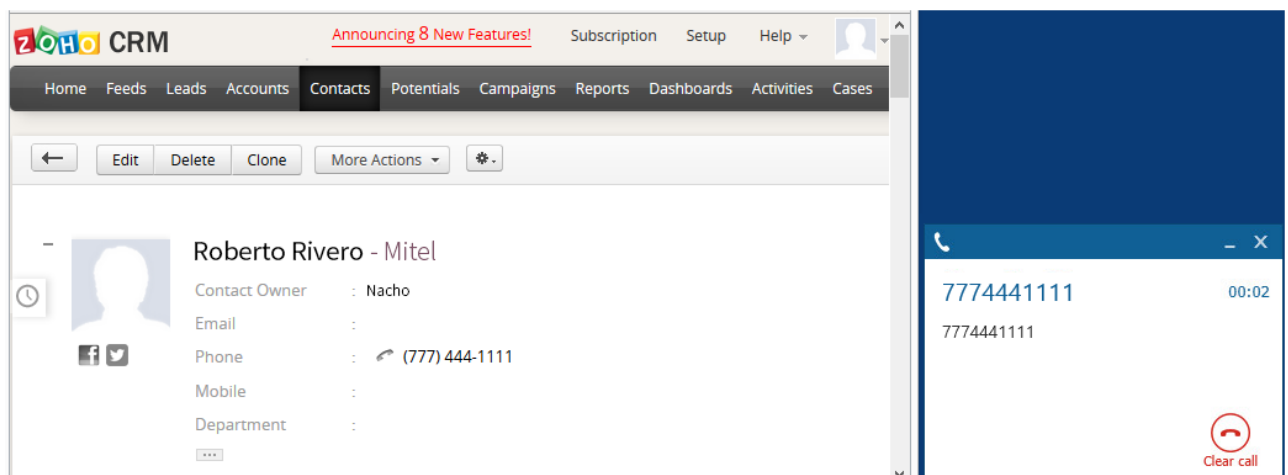 ZOHO CRM Announcing 8 New Features! Subscription Setup Help
Home Feeds Leads Accounts Contacts Potentials Campaigns Reports Dashboards Activities Cases
Edit Delete Clone More Actions
Roberto Rivero - Mitel
Contact Owner : Nacho
Email :
Phone : (777) 444-1111
Mobile :
Department :
...
7774441111 00:02
7774441111
Clear call